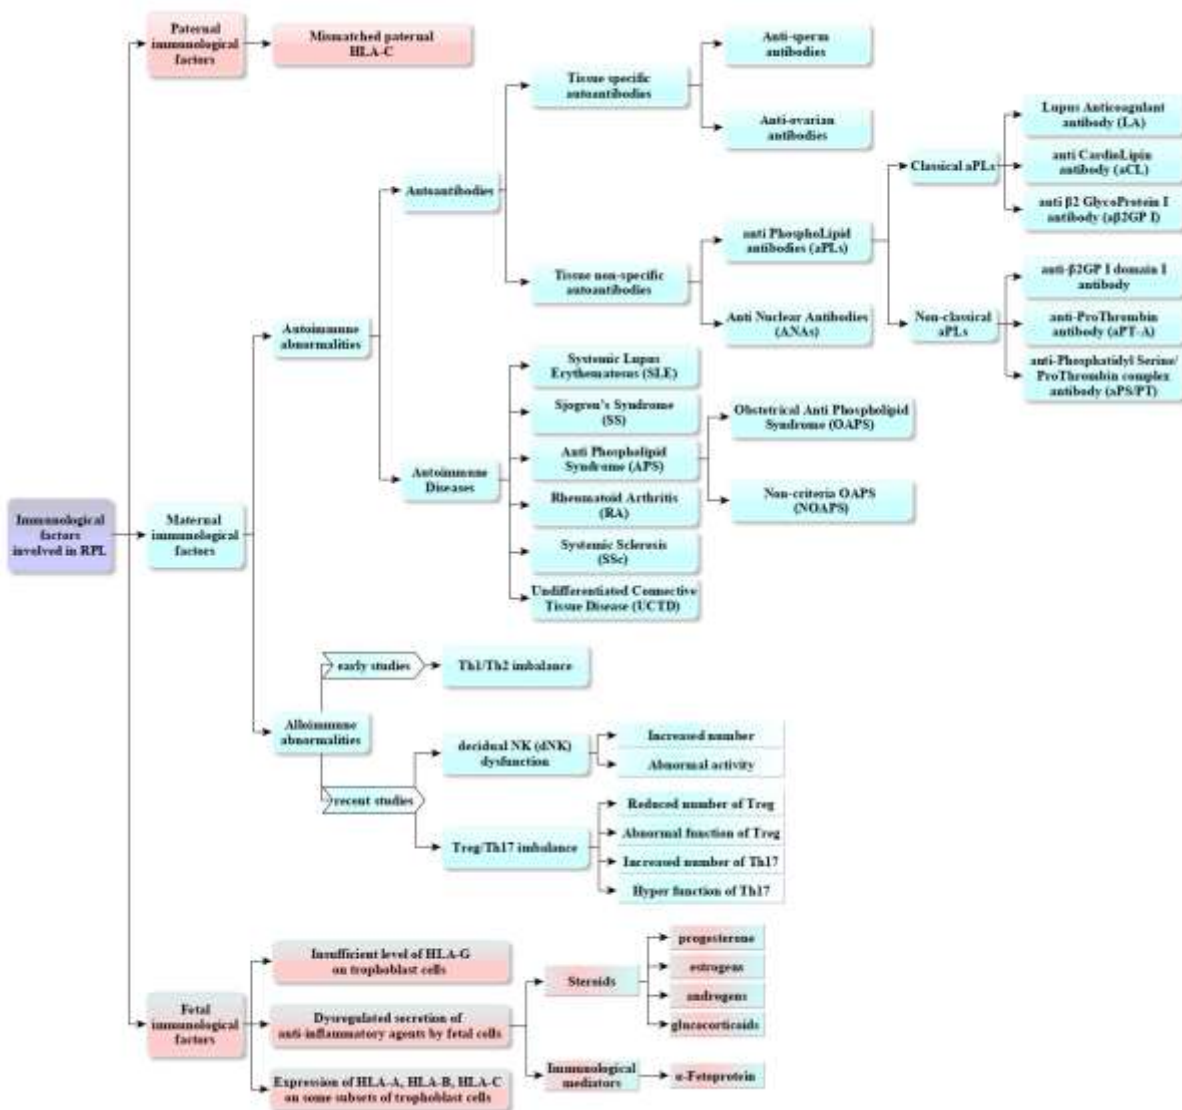 Paternal
immunological
factors
Mismatched paternal
HLA-C
Anti-sperm
antibodies
Tissue specific
autoantibodies
Anti-ovarian
antibodies
Lupus Anticoagulant
antibody (LA)
Classical aPLs
anti CardioLipin
antibody (aCL)
Autoantibodies
anti β2 GlycoProtein I
antibody (aβ2GP I)
anti PhosphoLipid
antibodies (aPLs)
Tissue non-specific
autoantibodies
anti-β2GP I domain I
antibody
Autoimmune
abnormalities
Anti Nuclear Antibodies
(ANAs)
Non-classical
aPLs
anti-ProThrombin
antibody (aPT-A)
Systemic Lupus
Erythematosus (SLE)
anti-Phosphatidyl Serine/
ProThrombin complex
antibody (aPS/PT)
Sjogren's Syndrome
(SS)
Obstetrical Anti Phospholipid
Syndrome (OAPS)
Autoimmune
Diseases
Anti Phospholipid
Syndrome (APS)
Rheumatoid Arthritis
(RA)
Non-criteria OAPS
(NOAPS)
Immunological
factors
involved in RPL
Maternal
immunological
factors
Systemic Sclerosis
(SSc)
Undifferentiated Connective
Tissue Disease (UCTD)
early studies
Th1/Th2 imbalance
Alloimmune
abnormalities
decidual NK (dNK)
dysfunction
Increased number
Abnormal activity
recent studies
Reduced number of Treg
Abnormal function of Treg
Treg/Th17 imbalance
Increased number of Th17
Hyper function of Th17
Insufficient level of HLA-G
on trophoblast cells
progesterone
Steroids
estrogens
androgens
glucocorticoids
Fetal
immunological
factors
Dysregulated secretion of
anti-inflammatory agents by fetal cells
Immunological
mediators
α-Fetoprotein
Expression of HLA-A, HLA-B, HLA-C
on some subsets of trophoblast cells